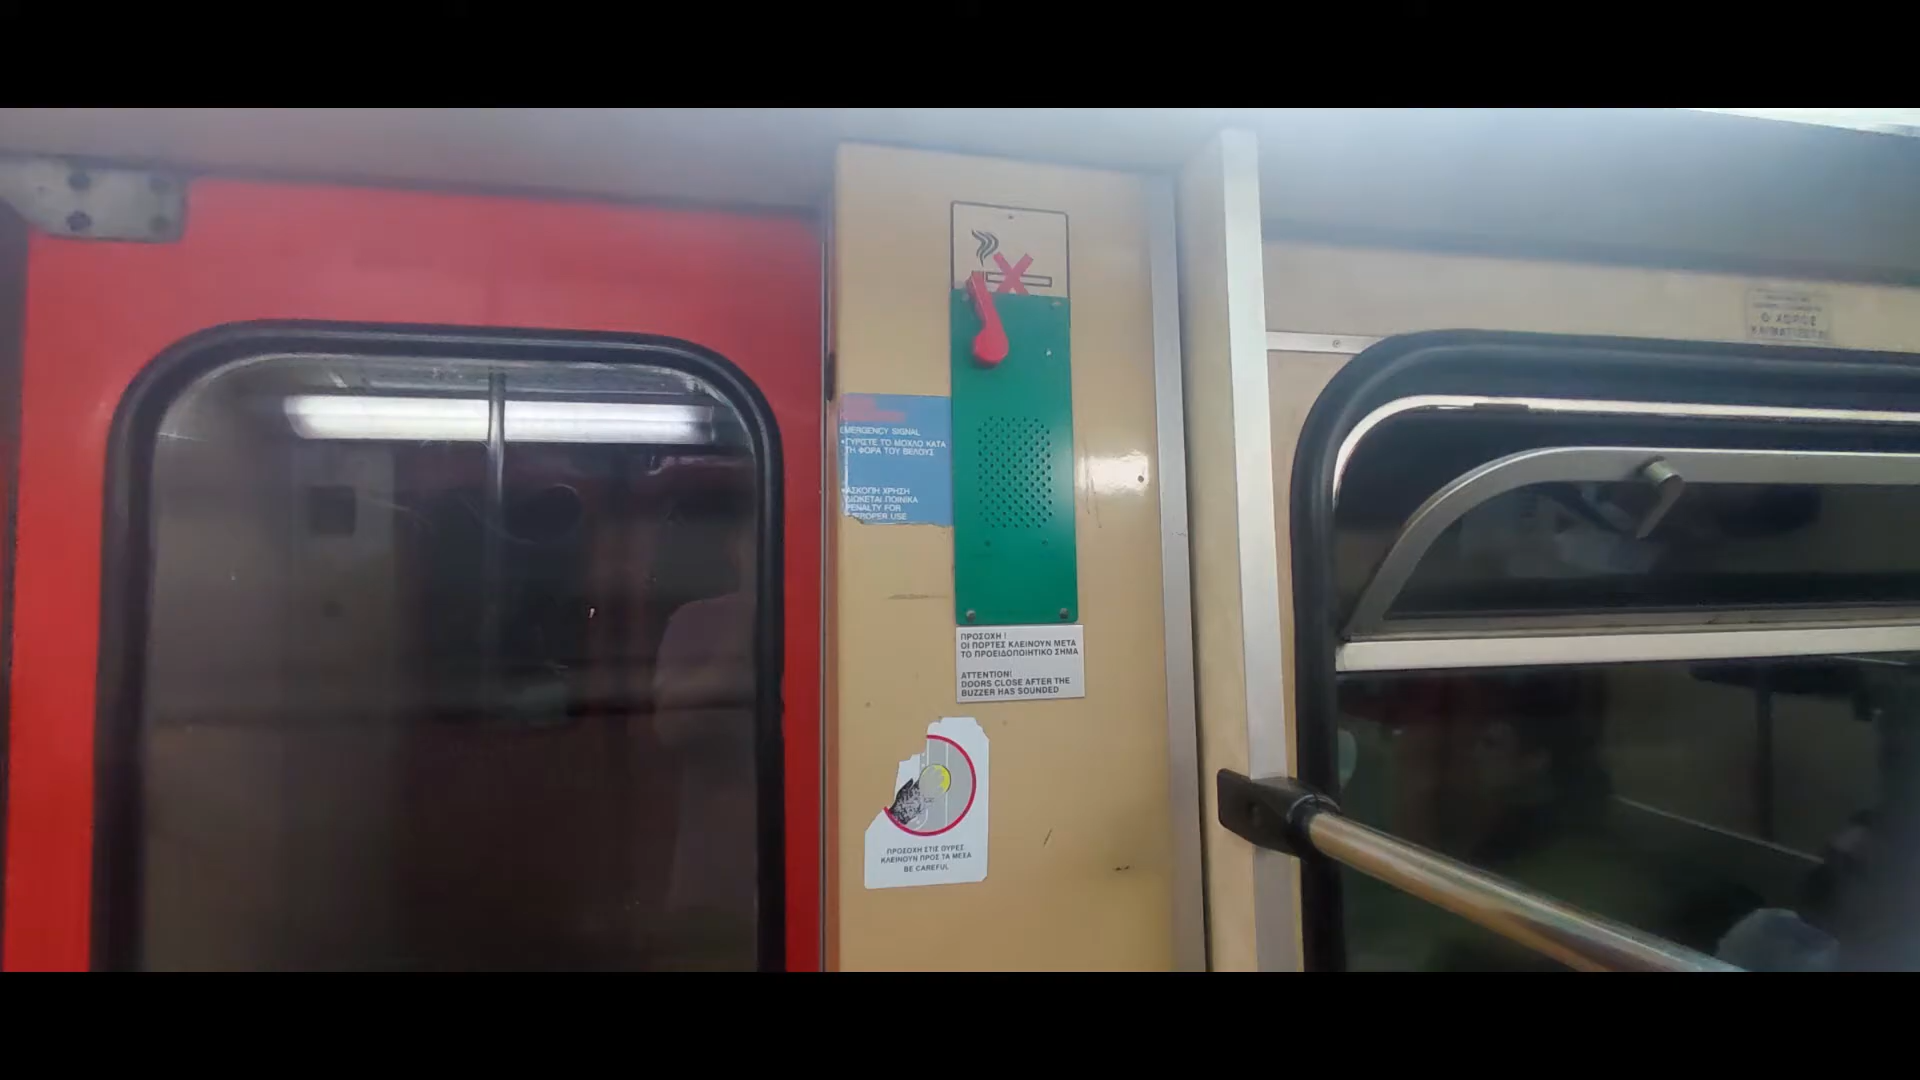 EMERGENCY SIGNAL
•ΓΥΡΙΣΤΕ ΤΟ ΜΟΧΛΟ ΚΑΤΑ
ΤΗ ΦΟΡΑ ΤΟΥ ΒΕΛΟΥΣ
•ΑΣΚΟΠΗ ΧΡΗΣΗ
ΔΙΩΚΕΤΑΙ ΠΟΙΝΙΚΑ
PENALTY FOR
IMPROPER USE
ΠΡΟΣΟΧΗ !
ΟΙ ΠΟΡΤΕΣ ΚΛΕΙΝΟΥΝ ΜΕΤΑ
ΤΟ ΠΡΟΕΙΔΟΠΟΙΗΤΙΚΟ ΣΗΜΑ
ATTENTION!
DOORS CLOSE AFTER THE
BUZZER HAS SOUNDED
ΠΡΟΣΟΧΗ ΣΤΙΣ ΘΥΡΕΣ
ΚΛΕΙΝΟΥΝ ΠΡΟΣ ΤΑ ΜΕΣΑ
BE CAREFUL
Ο ΧΩΡΟΣ
ΚΛΙΜΑΤΙΖΕΤΑΙ